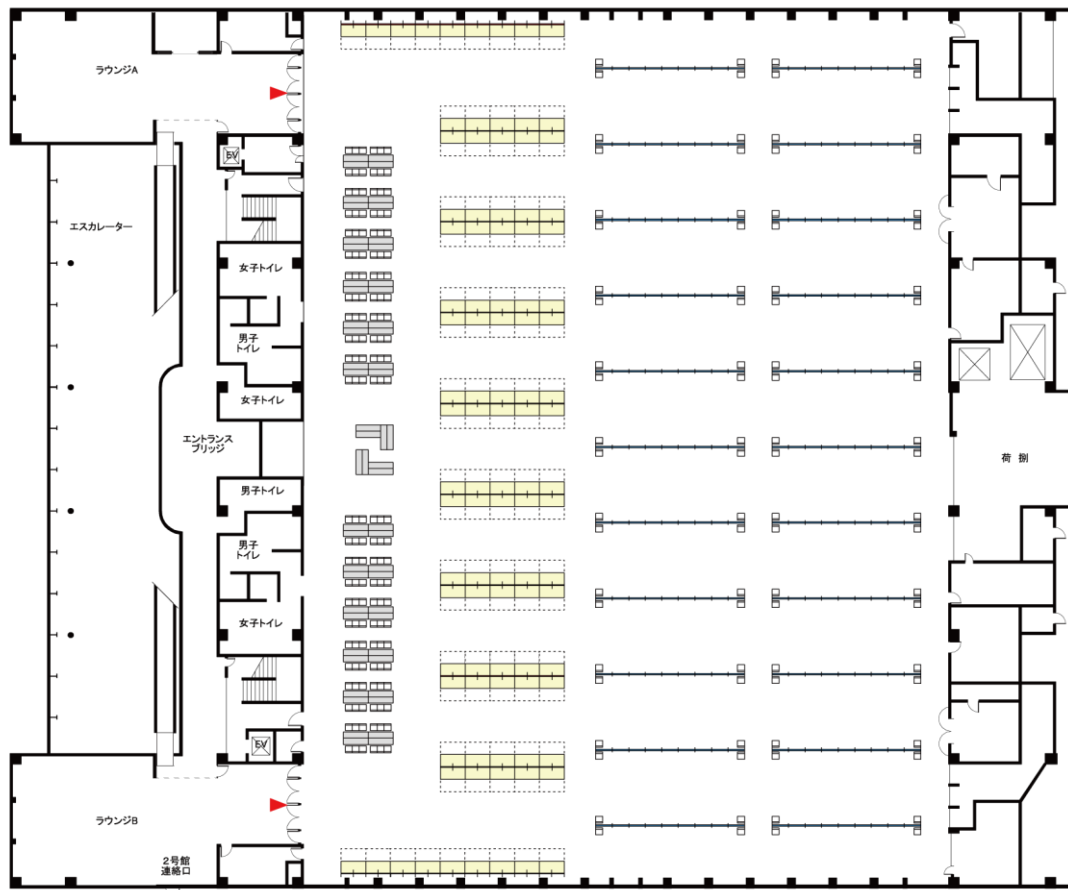 ラウンジA
EV
エスカレーター
女子トイレ
男子
トイレ
女子トイレ
エントランス
ブリッジ
荷 捌
男子トイレ
男子
トイレ
女子トイレ
EV
ラウンジB
2号館
連絡口